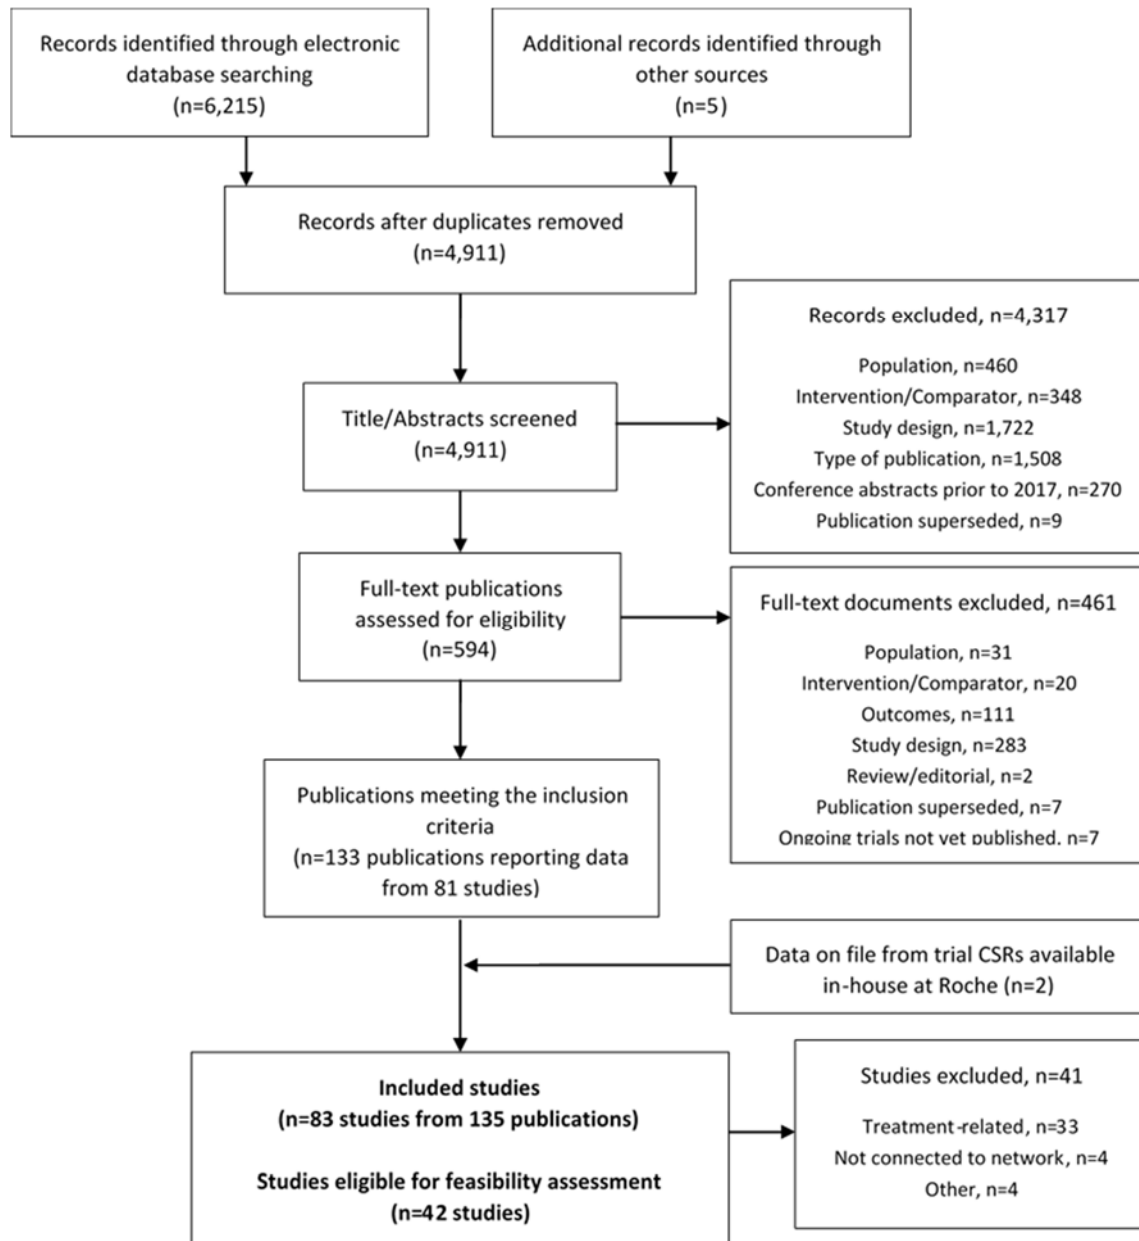 Records identified through electronic
database searching
(n=6,215)
Additional records identified through
other sources
(n=5)
Records after duplicates removed
(n=4,911)
Title/Abstracts screened
(n=4,911)
Records excluded, n=4,317
Population, n=460
Intervention/Comparator, n=348
Study design, n=1,722
Type of publication, n=1,508
Conference abstracts prior to 2017, n=270
Publication superseded, n=9
Full-text publications
assessed for eligibility
(n=594)
Full-text documents excluded, n=461
Population, n=31
Intervention/Comparator, n=20
Outcomes, n=111
Study design, n=283
Review/editorial, n=2
Publication superseded, n=7
Ongoing trials not yet published, n=7
Publications meeting the inclusion
criteria
(n=133 publications reporting data
from 81 studies)
Data on file from trial CSRs available
in-house at Roche (n=2)
Included studies
(n=83 studies from 135 publications)
Studies eligible for feasibility assessment
(n=42 studies)
Studies excluded, n=41
Treatment-related, n=33
Not connected to network, n=4
Other, n=4